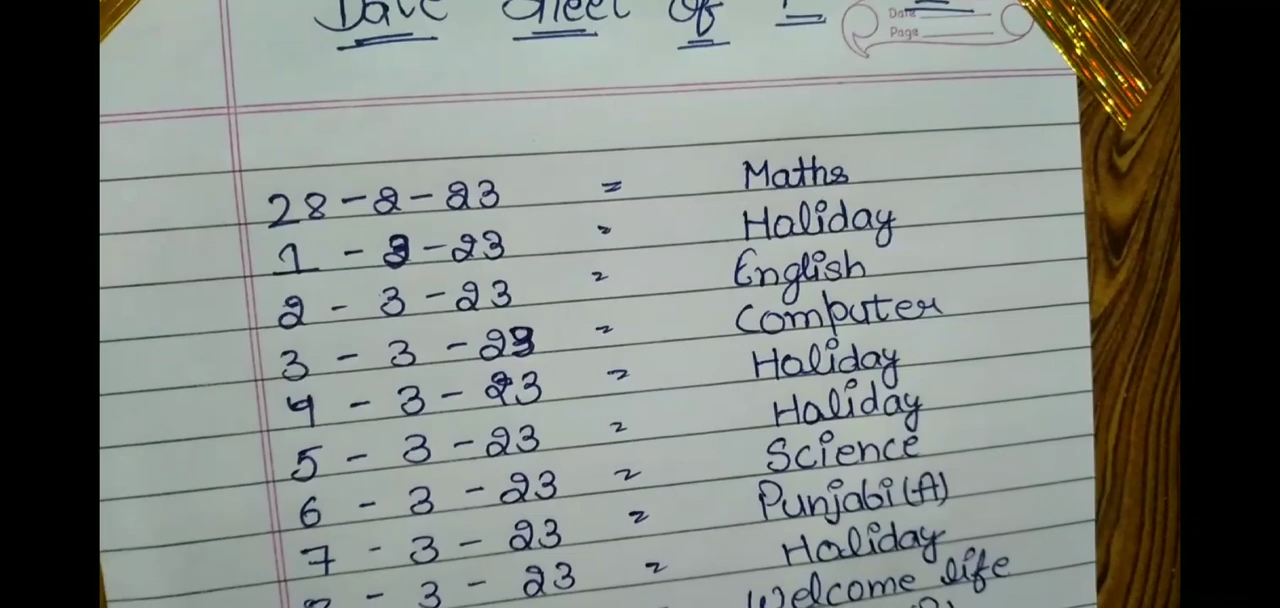 Date Sheet Of
Date
Page
28-2-23 = Maths
1-3-23 = Haliday
2-3-23 = English
3-3-23 = Computer
4-3-23 = Haliday
5-3-23 = Haliday
6-3-23 = Science
7-3-23 = Punjabi (A)
-3-23 = Haliday
Welcome life